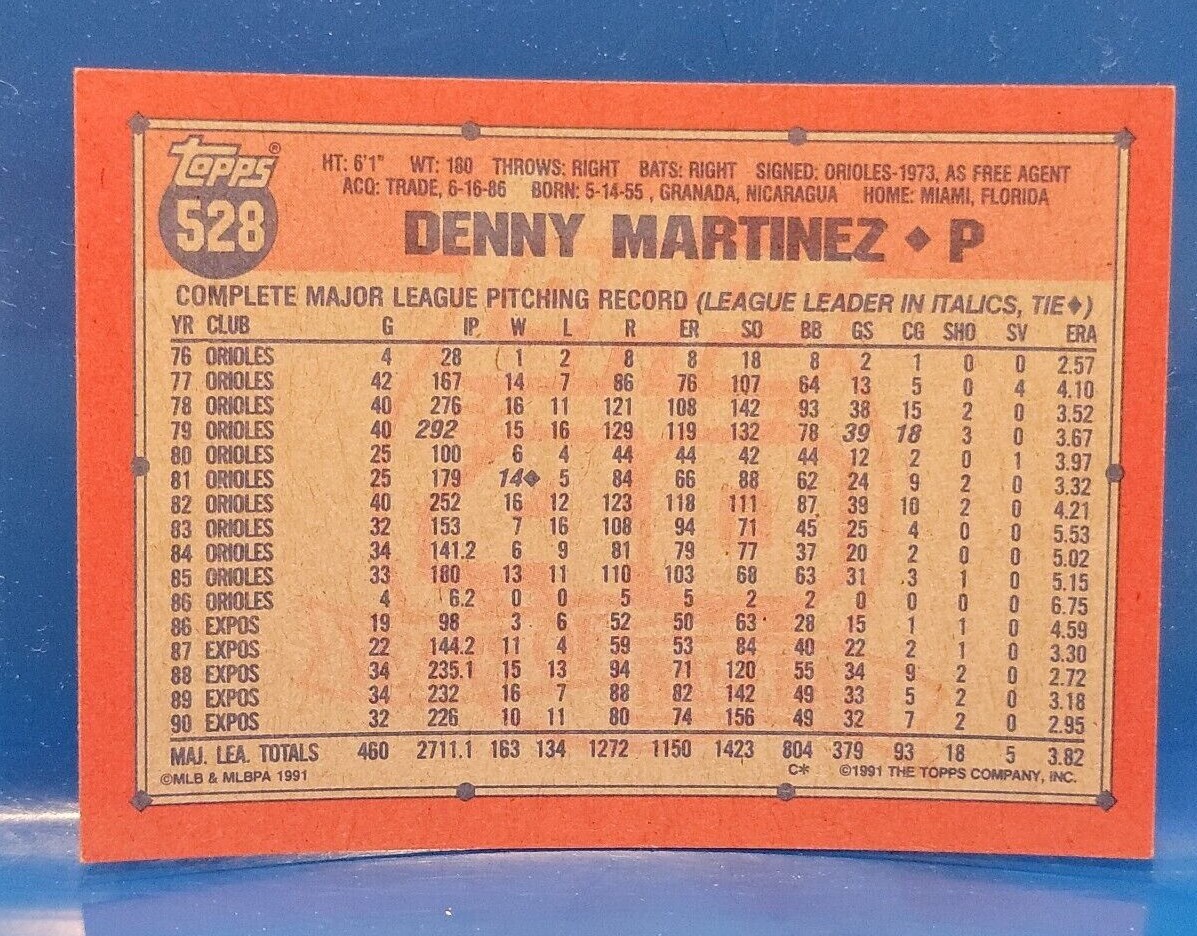 Topps®
528
HT: 6'1" WT: 180 THROWS: RIGHT BATS: RIGHT SIGNED: ORIOLES-1973, AS FREE AGENT
ACQ: TRADE, 6-16-86 BORN: 5-14-55 , GRANADA, NICARAGUA HOME: MIAMI, FLORIDA
DENNY MARTINEZ ♦ P
COMPLETE MAJOR LEAGUE PITCHING RECORD (LEAGUE LEADER IN ITALICS, TIE♦)
YR CLUB G IP W L R ER SO BB GS CG SHO SV ERA
76 ORIOLES 4 28 1 2 8 8 18 8 2 1 0 0 2.57
77 ORIOLES 42 167 14 7 86 76 107 64 13 5 0 4 4.10
78 ORIOLES 40 276 16 11 121 108 142 93 38 15 2 0 3.52
79 ORIOLES 40 292 15 16 129 119 132 78 39 18 3 0 3.67
80 ORIOLES 25 100 6 4 44 44 42 44 12 2 0 1 3.97
81 ORIOLES 25 179 14♦ 5 84 66 88 62 24 9 2 0 3.32
82 ORIOLES 40 252 16 12 123 118 111 87 39 10 2 0 4.21
83 ORIOLES 32 153 7 16 108 94 71 45 25 4 0 0 5.53
84 ORIOLES 34 141.2 6 9 81 79 77 37 20 2 0 0 5.02
85 ORIOLES 33 180 13 11 110 103 68 63 31 3 1 0 5.15
86 ORIOLES 4 6.2 0 0 5 5 2 2 0 0 0 0 6.75
86 EXPOS 19 98 3 6 52 50 63 28 15 1 1 0 4.59
87 EXPOS 22 144.2 11 4 59 53 84 40 22 2 1 0 3.30
88 EXPOS 34 235.1 15 13 94 71 120 55 34 9 2 0 2.72
89 EXPOS 34 232 16 7 88 82 142 49 33 5 2 0 3.18
90 EXPOS 32 226 10 11 80 74 156 49 32 7 2 0 2.95
MAJ. LEA. TOTALS 460 2711.1 163 134 1272 1150 1423 804 379 93 18 5 3.82
©MLB & MLBPA 1991 C* ©1991 THE TOPPS COMPANY, INC.